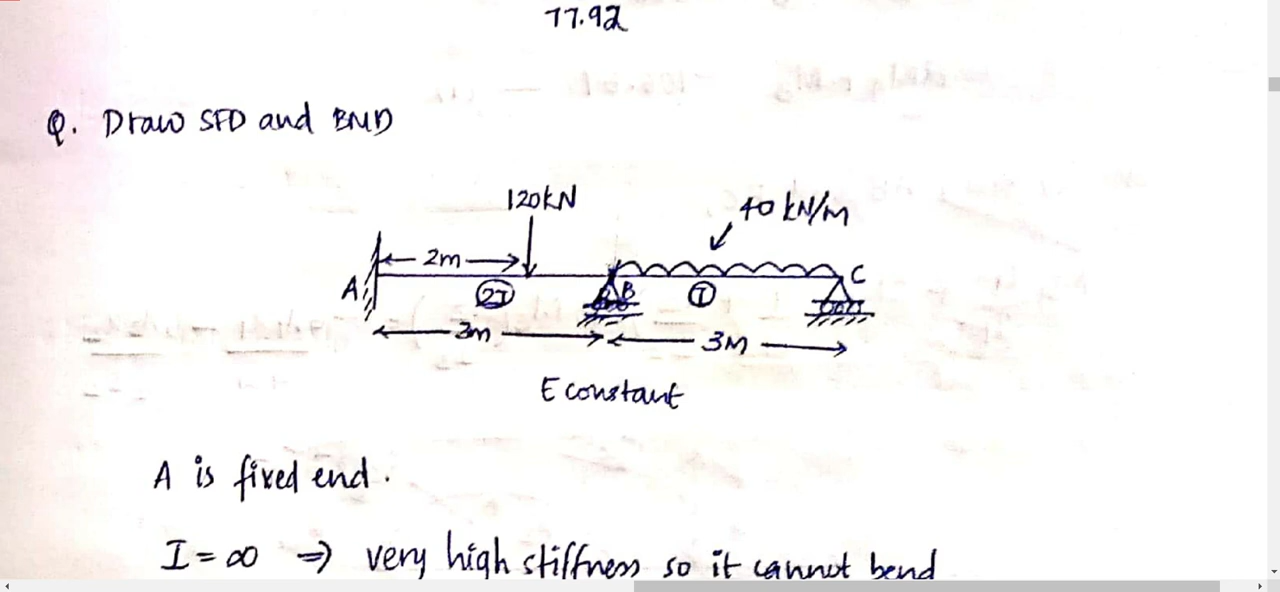 77.92
Q. Draw SFD and BMD
120kN
40 kN/m
2m
A
2I
B
I
C
3m
3M
E constant
A is fixed end.
I = ∞ ⇒ very high stiffness so it cannot bend